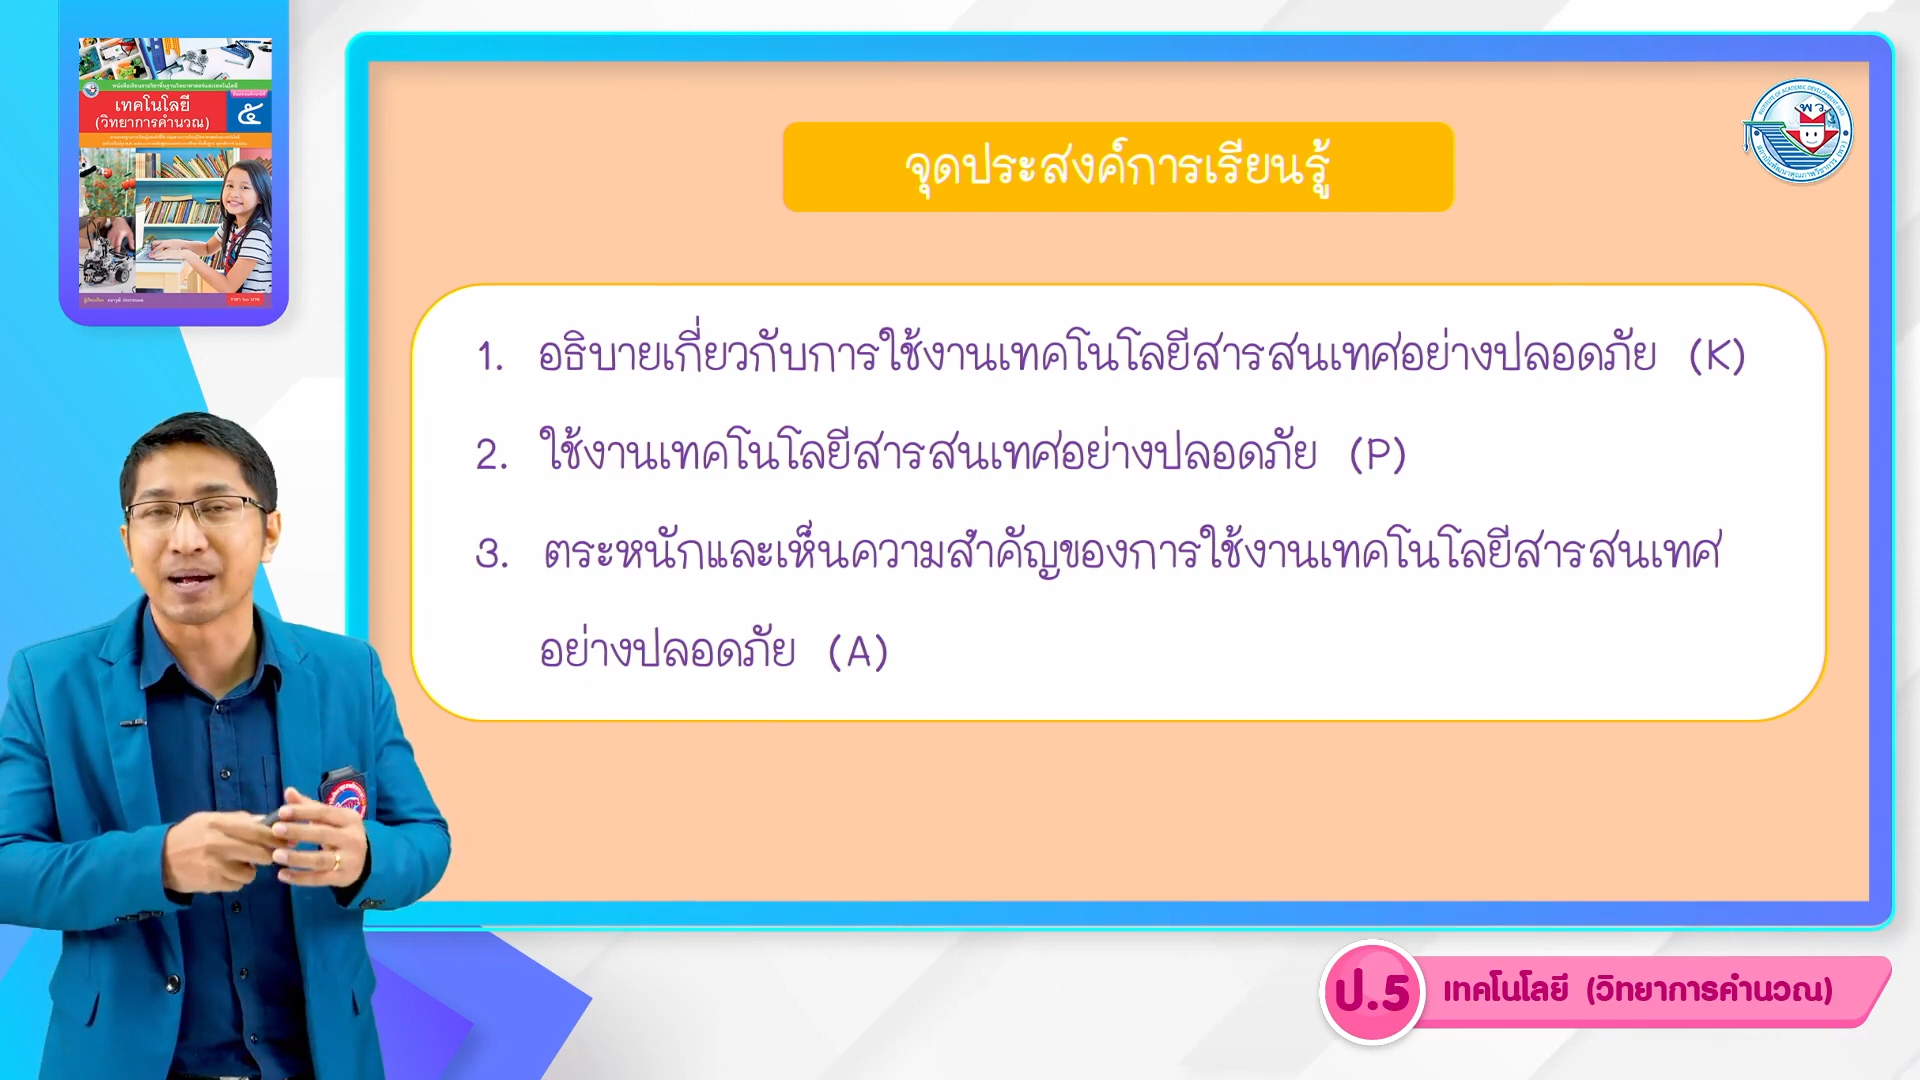 เทคโนโลยี
(วิทยาการคำนวณ)
๕
พว
จุดประสงค์การเรียนรู้
1. อธิบายเกี่ยวกับการใช้งานเทคโนโลยีสารสนเทศอย่างปลอดภัย (K)
2. ใช้งานเทคโนโลยีสารสนเทศอย่างปลอดภัย (P)
3. ตระหนักและเห็นความสำคัญของการใช้งานเทคโนโลยีสารสนเทศ
อย่างปลอดภัย (A)
ป.5 เทคโนโลยี (วิทยาการคำนวณ)